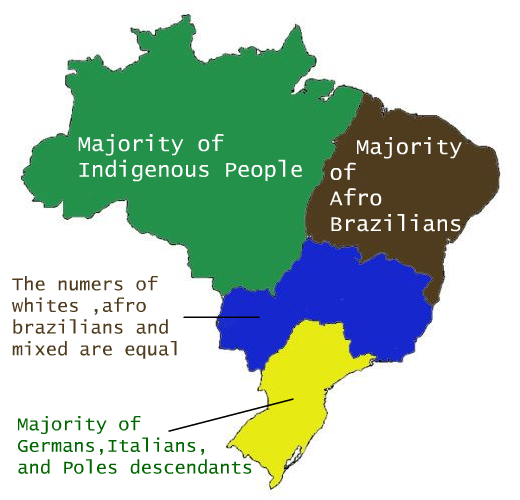 Majority of
Indigenous People
Majority
of
Afro
Brazilians
The numers of
whites ,afro
brazilians and
mixed are equal
Majority of
Germans,Italians,
and Poles descendants